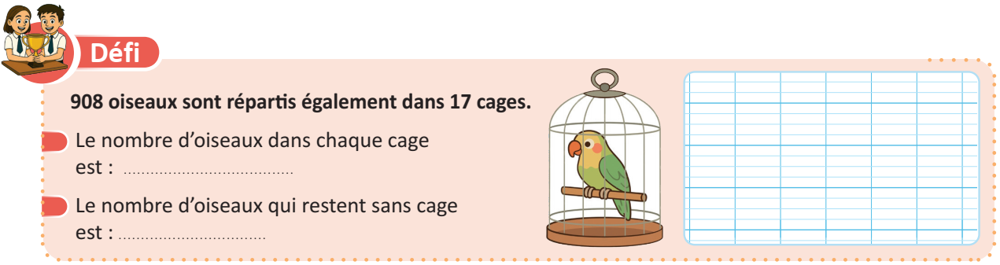 Défi
908 oiseaux sont répartis également dans 17 cages.
Le nombre d'oiseaux dans chaque cage
est : ......................................
Le nombre d'oiseaux qui restent sans cage
est : .................................